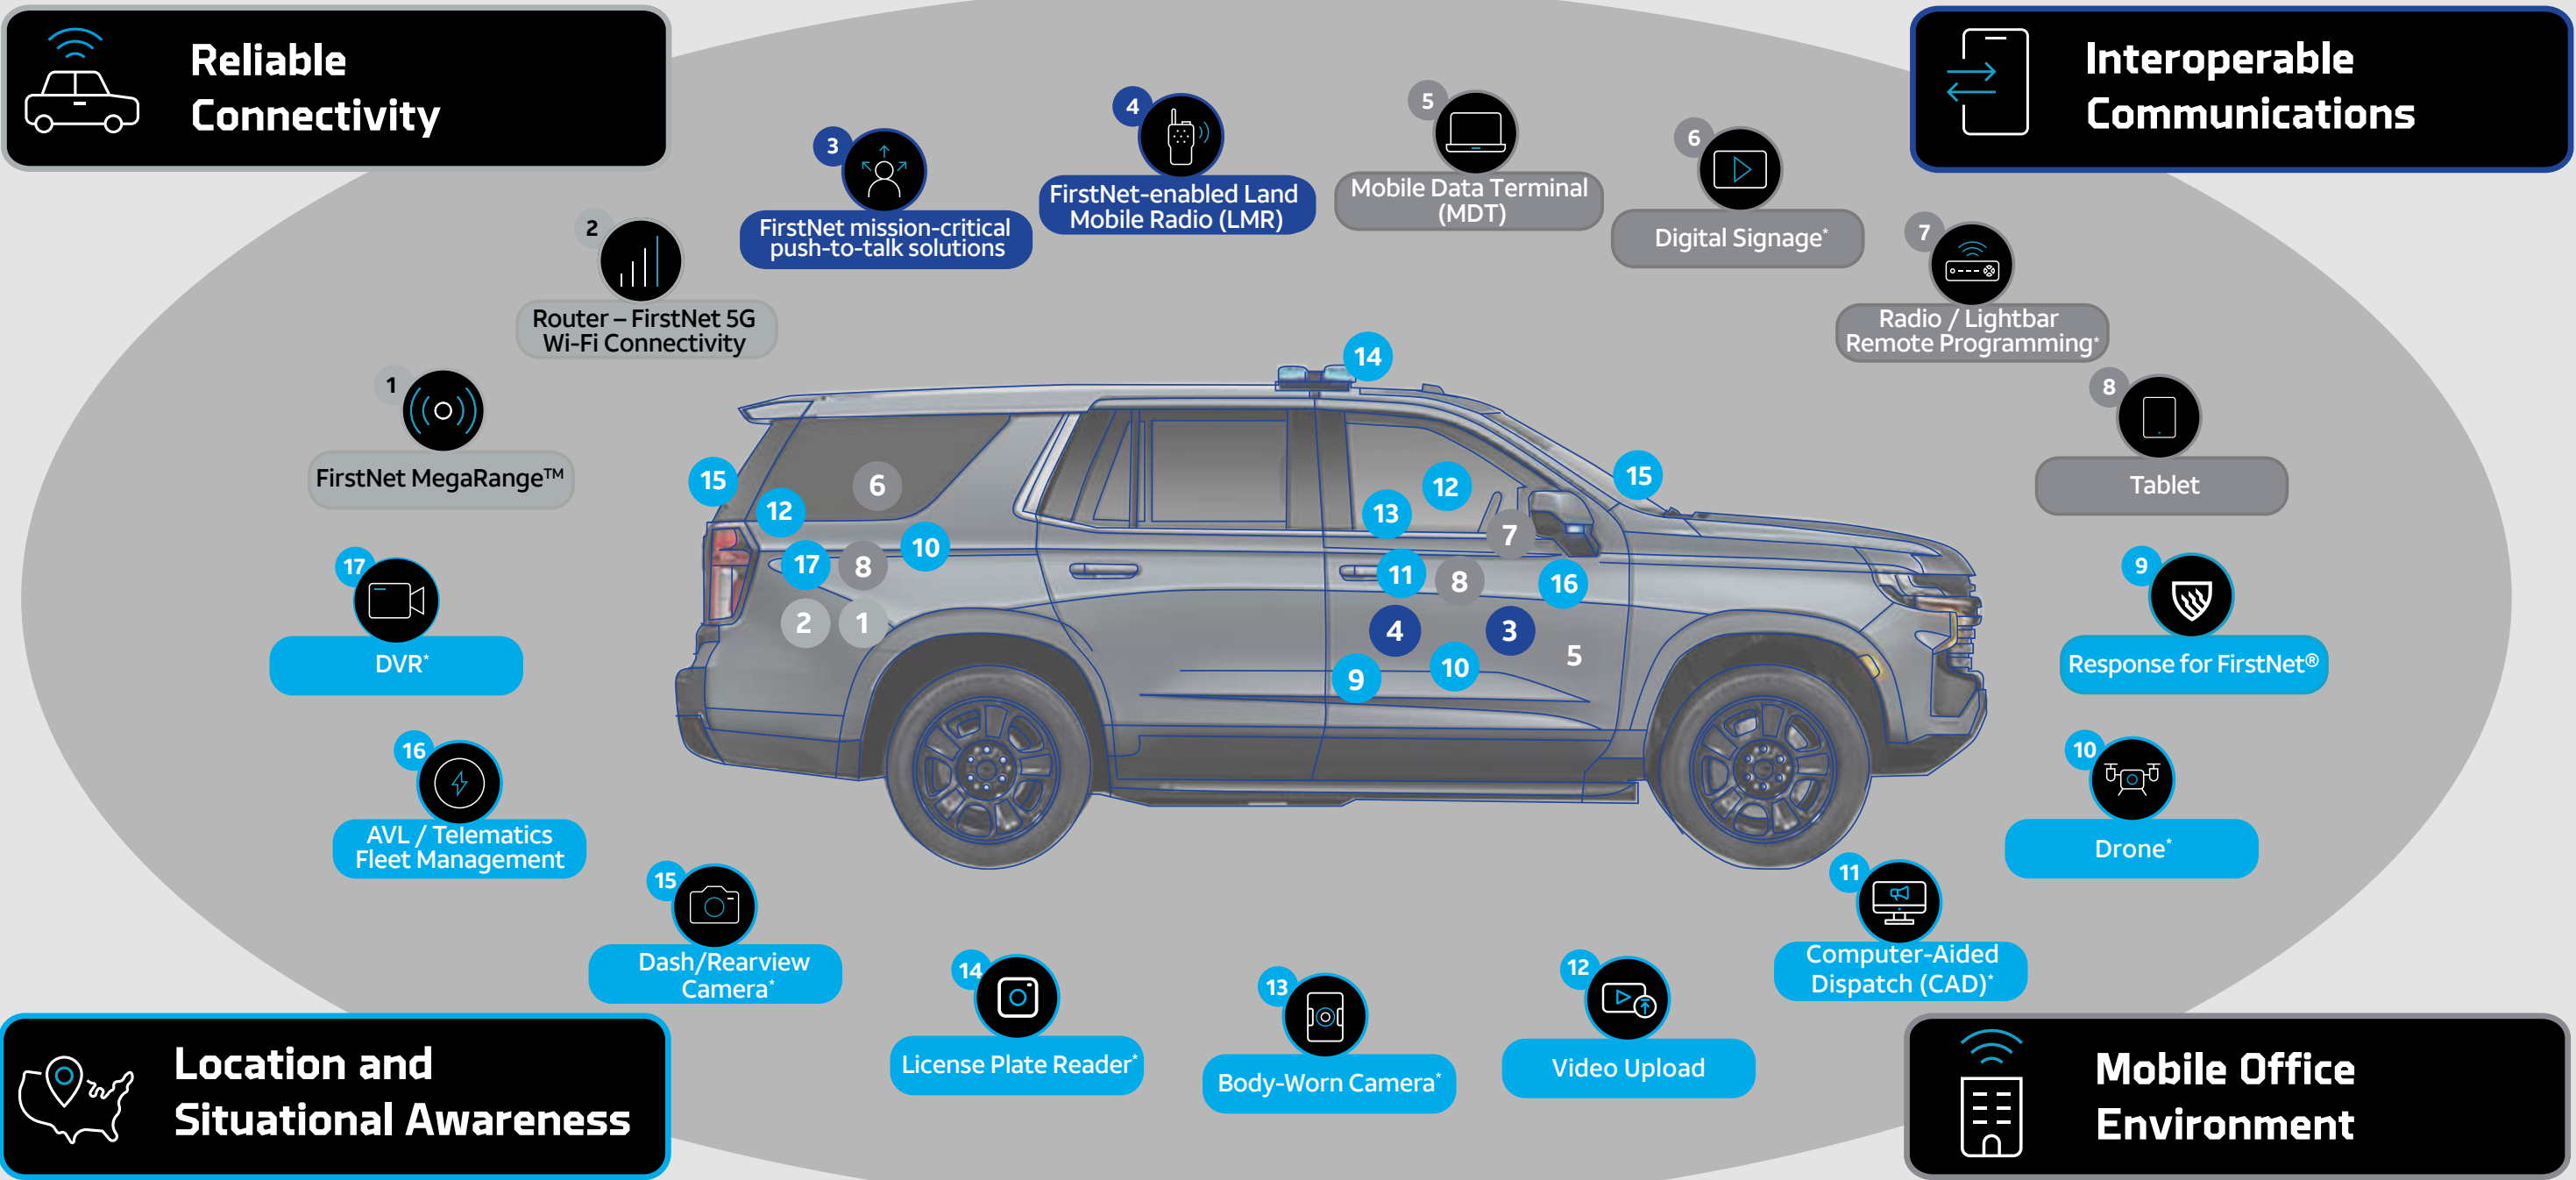 Reliable
Connectivity
Interoperable
Communications
1
FirstNet MegaRange™
2
Router – FirstNet 5G
Wi-Fi Connectivity
3
FirstNet mission-critical
push-to-talk solutions
4
FirstNet-enabled Land
Mobile Radio (LMR)
5
Mobile Data Terminal
(MDT)
6
Digital Signage*
7
Radio / Lightbar
Remote Programming*
8
Tablet
9
Response for FirstNet®
10
Drone*
11
Computer-Aided
Dispatch (CAD)*
12
Video Upload
13
Body-Worn Camera*
14
License Plate Reader*
15
Dash/Rearview
Camera*
16
AVL / Telematics
Fleet Management
17
DVR*
14
15
6
12
15
12
13
10
7
17
8
11
8
16
2
1
4
3
5
9
10
Location and
Situational Awareness
Mobile Office
Environment